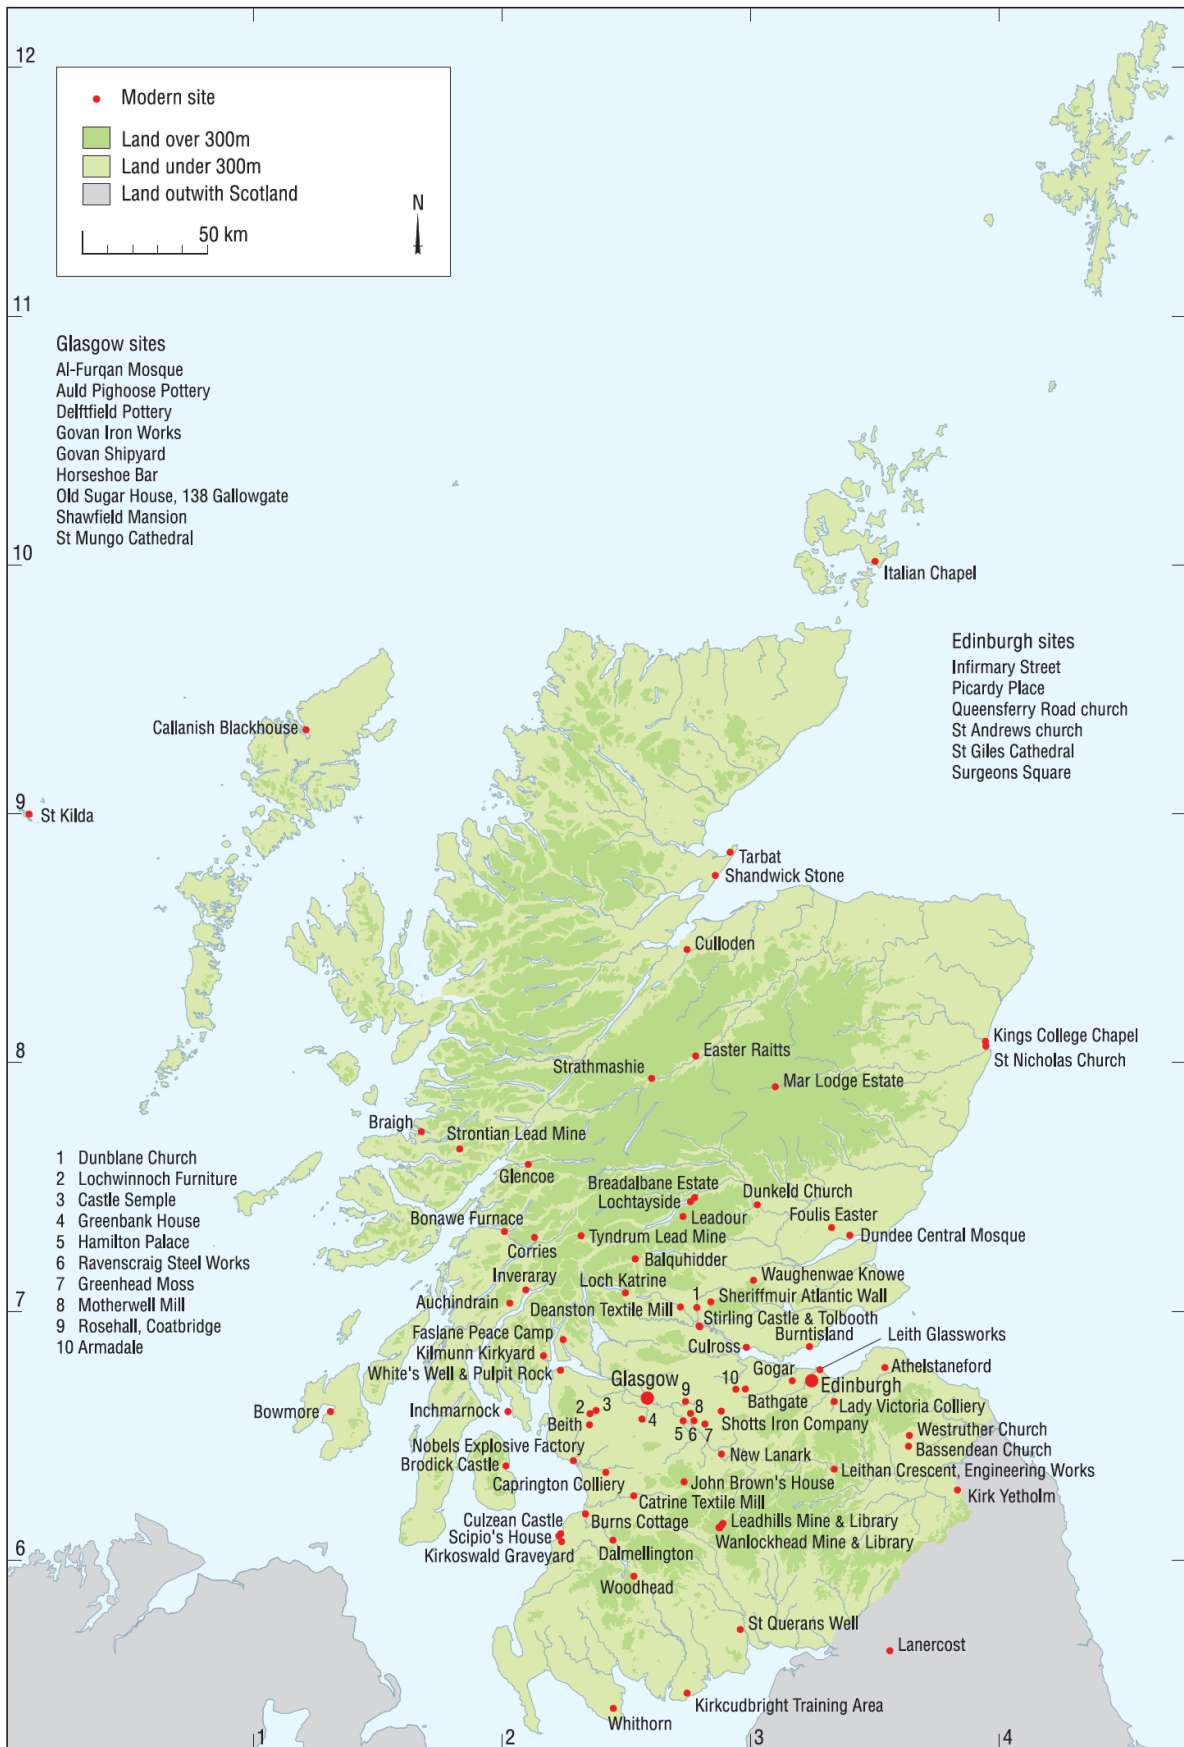 12
Modern site
Land over 300m
Land under 300m
Land outwith Scotland
N
50 km
11
Glasgow sites
Al-Furqan Mosque
Auld Pighoose Pottery
Delftfield Pottery
Govan Iron Works
Govan Shipyard
Horseshoe Bar
Old Sugar House, 138 Gallowgate
Shawfield Mansion
St Mungo Cathedral
10
Italian Chapel
Edinburgh sites
Infirmary Street
Picardy Place
Queensferry Road church
St Andrews church
St Giles Cathedral
Surgeons Square
Callanish Blackhouse
9
St Kilda
Tarbat
Shandwick Stone
Culloden
8
Kings College Chapel
St Nicholas Church
Easter Raitts
Strathmashie
Mar Lodge Estate
Braigh
Strontian Lead Mine
Glencoe
1 Dunblane Church
2 Lochwinnoch Furniture
3 Castle Semple
4 Greenbank House
5 Hamilton Palace
6 Ravenscraig Steel Works
7 Greenhead Moss
8 Motherwell Mill
9 Rosehall, Coatbridge
10 Armadale
Breadalbane Estate
Lochtayside
Dunkeld Church
Leadour
Foulis Easter
Bonawe Furnace
Tyndrum Lead Mine
Dundee Central Mosque
Corries
Balquhidder
Inveraray
Loch Katrine
Waughenwae Knowe
7
Auchindrain
Deanston Textile Mill
1
Sheriffmuir Atlantic Wall
Stirling Castle & Tolbooth
Faslane Peace Camp
Culross
Burntisland
Leith Glassworks
Kilmunn Kirkyard
White's Well & Pulpit Rock
Gogar
Athelstaneford
Glasgow
10
Edinburgh
Bathgate
9
Lady Victoria Colliery
Bowmore
Inchmarnock
2
3
Beith
4
5
6
8
7
Shotts Iron Company
Westruther Church
Bassendean Church
Nobels Explosive Factory
Brodick Castle
New Lanark
Leithan Crescent, Engineering Works
Caprington Colliery
John Brown's House
Kirk Yetholm
Catrine Textile Mill
Culzean Castle
Burns Cottage
Leadhills Mine & Library
Scipio's House
Wanlockhead Mine & Library
Kirkoswald Graveyard
Dalmellington
6
Woodhead
St Querans Well
Lanercost
Kirkcudbright Training Area
Whithorn
1
2
3
4